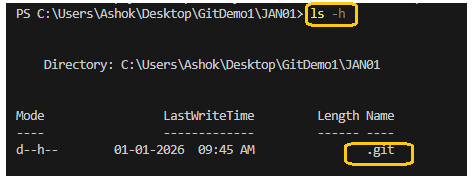 PS C:\Users\Ashok\Desktop\GitDemo1\JAN01> ls -h
Directory: C:\Users\Ashok\Desktop\GitDemo1\JAN01
Mode LastWriteTime Length Name
---- ------------- ------ ----
d--h-- 01-01-2026 09:45 AM .git